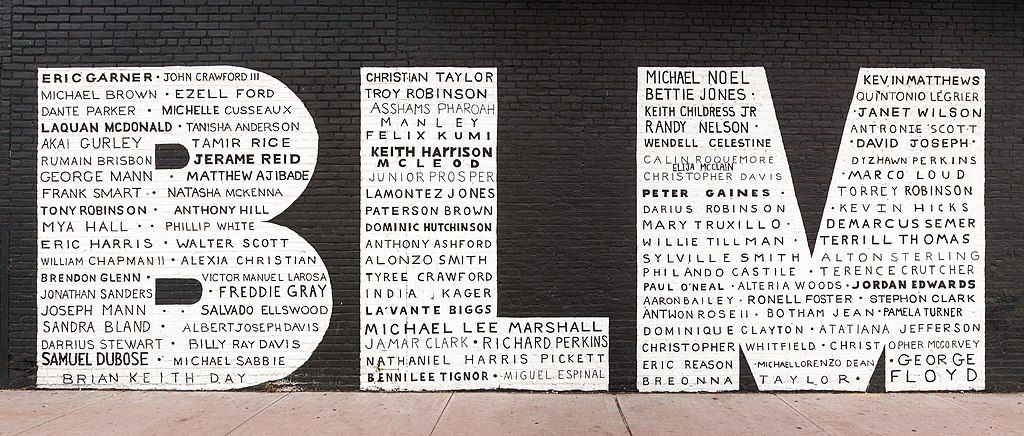 BLM
ERIC GARNER · JOHN CRAWFORD III
MICHAEL BROWN · EZELL FORD
DANTE PARKER · MICHELLE CUSSEAUX
LAQUAN MCDONALD · TANISHA ANDERSON
AKAI GURLEY · TAMIR RICE
RUMAIN BRISBON · JERAME REID
GEORGE MANN · MATTHEW AJIBADE
FRANK SMART · NATASHA MCKENNA
TONY ROBINSON · ANTHONY HILL
MYA HALL · · PHILLIP WHITE
ERIC HARRIS · WALTER SCOTT
WILLIAM CHAPMAN II · ALEXIA CHRISTIAN
BRENDON GLENN · VICTOR MANUEL LAROSA
JONATHAN SANDERS · FREDDIE GRAY
JOSEPH MANN · SALVADO ELLSWOOD
SANDRA BLAND · ALBERT JOSEPH DAVIS
DARRIUS STEWART · BILLY RAY DAVIS
SAMUEL DUBOSE · MICHAEL SABBIE
BRIAN KEITH DAY
CHRISTIAN TAYLOR
TROY ROBINSON
ASSHAMS PHAROAH
MANLEY
FELIX KUMI
KEITH HARRISON
MCLEOD
JUNIOR PROSPER
LAMONTEZ JONES
PATERSON BROWN
DOMINIC HUTCHINSON
ANTHONY ASHFORD
ALONZO SMITH
TYREE CRAWFORD
INDIA KAGER
LA'VANTE BIGGS
MICHAEL LEE MARSHALL
JAMAR CLARK · RICHARD PERKINS
NATHANIEL HARRIS PICKETT
BENNI LEE TIGNOR · MIGUEL ESPINAL
MICHAEL NOEL
BETTIE JONES ·
KEITH CHILDRESS JR
RANDY NELSON ·
WENDELL CELESTINE
CALIN ROQUEMORE
ELIJA MCCLAIN
CHRISTOPHER DAVIS
PETER GAINES ·
DARIUS ROBINSON
MARY TRUXILLO ·
WILLIE TILLMAN ·
KEVIN MATTHEWS
QUINTONIO LÉGRIER
· JANET WILSON
ANTRONIE SCOTT
· DAVID JOSEPH ·
DYZHAWN PERKINS
· MARCO LOUD
TORREY ROBINSON
· KEVIN HICKS
DEMARCUS SEMER
TERRILL THOMAS
SYLVILLE SMITH · ALTON STERLING
PHILANDO CASTILE · TERENCE CRUTCHER
PAUL O'NEAL · ALTERIA WOODS · JORDAN EDWARDS
AARON BAILEY · RONELL FOSTER · STEPHON CLARK
ANTWON ROSE II · BOTHAM JEAN · PAMELA TURNER
DOMINIQUE CLAYTON · ATATIANA JEFFERSON
CHRISTOPHER WHITFIELD · CHRISTOPHER MCCORVEY
ERIC REASON · MICHAEL LORENZO DEAN · GEORGE
BREONNA TAYLOR · FLOYD